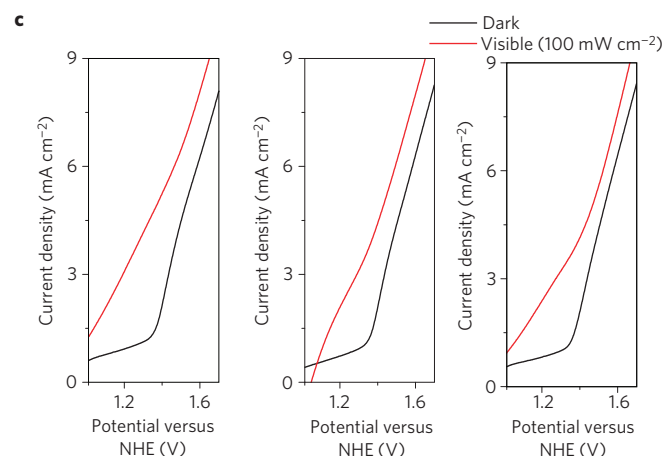 c
Dark
Visible (100 mW cm⁻²)
9
6
3
0
Current density (mA cm⁻²)
1.2
1.6
Potential versus
NHE (V)
9
6
3
0
Current density (mA cm⁻²)
1.2
1.6
Potential versus
NHE (V)
9
6
3
0
Current density (mA cm⁻²)
1.2
1.6
Potential versus
NHE (V)